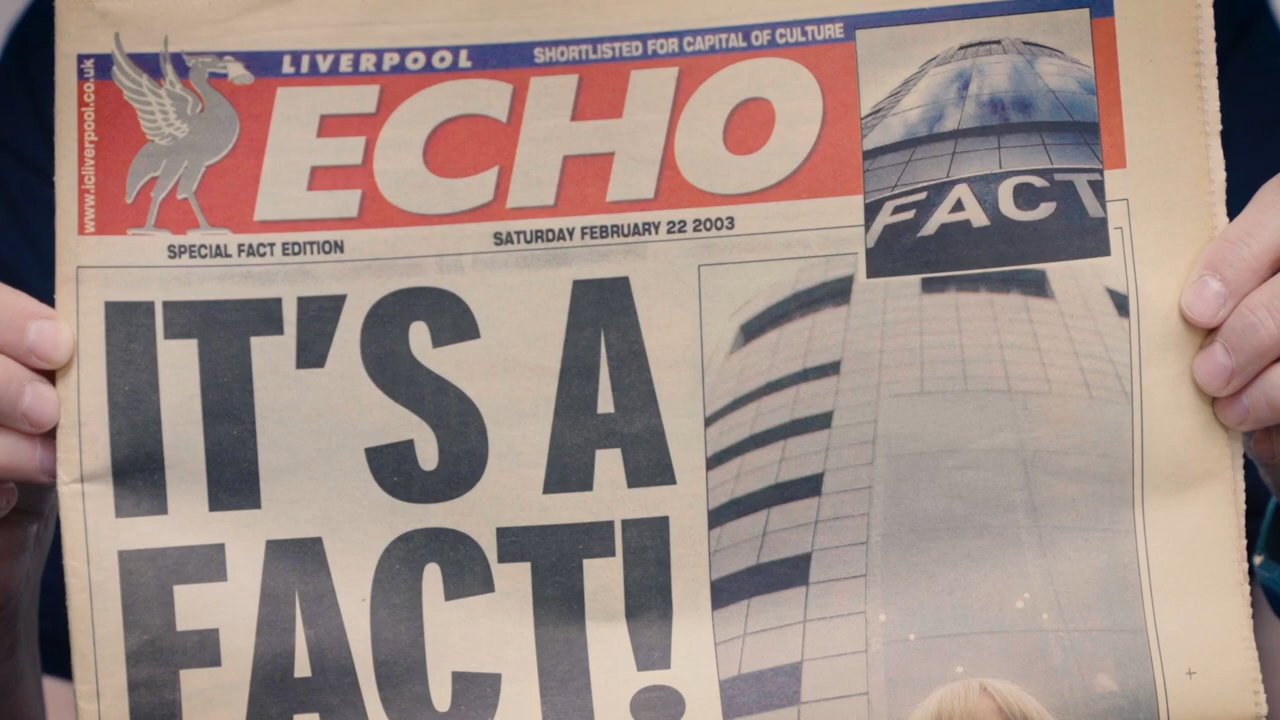 www.icliverpool.co.uk
LIVERPOOL
SHORTLISTED FOR CAPITAL OF CULTURE
ECHO
FACT
SPECIAL FACT EDITION
SATURDAY FEBRUARY 22 2003
IT'S A
FACT!